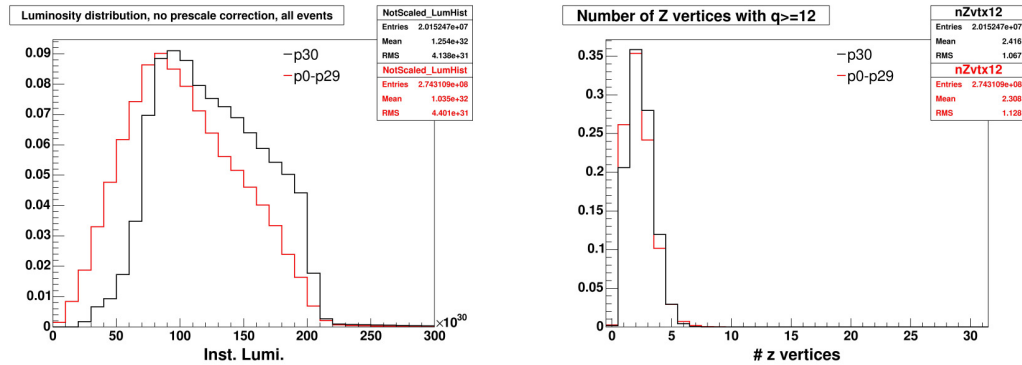 Luminosity distribution, no prescale correction, all events
NotScaled_LumHist
Entries 2.015247e+07
Mean 1.254e+32
RMS 4.138e+31
NotScaled_LumHist
Entries 2.743109e+08
Mean 1.035e+32
RMS 4.401e+31
p30
p0-p29
0.09
0.08
0.07
0.06
0.05
0.04
0.03
0.02
0.01
0
0 50 100 150 200 250 300
×10³⁰
Inst. Lumi.
Number of Z vertices with q>=12
nZvtx12
Entries 2.015247e+07
Mean 2.416
RMS 1.067
nZvtx12
Entries 2.743109e+08
Mean 2.308
RMS 1.128
p30
p0-p29
0.35
0.3
0.25
0.2
0.15
0.1
0.05
0
0 5 10 15 20 25 30
# z vertices